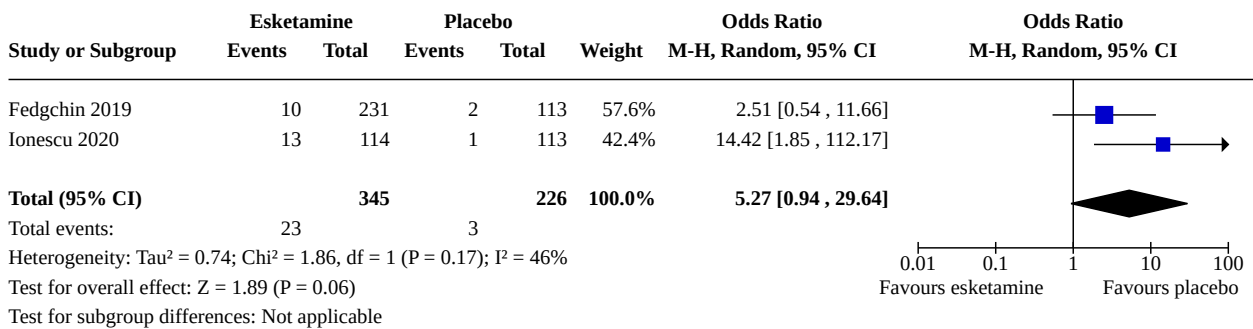 Esketamine Placebo Odds Ratio Odds Ratio
Study or Subgroup Events Total Events Total Weight M-H, Random, 95% CI M-H, Random, 95% CI
Fedgchin 2019 10 231 2 113 57.6% 2.51 [0.54 , 11.66]
Ionescu 2020 13 114 1 113 42.4% 14.42 [1.85 , 112.17]
Total (95% CI) 345 226 100.0% 5.27 [0.94 , 29.64]
Total events: 23 3
Heterogeneity: Tau² = 0.74; Chi² = 1.86, df = 1 (P = 0.17); I² = 46%
0.01 0.1 1 10 100
Test for overall effect: Z = 1.89 (P = 0.06) Favours esketamine Favours placebo
Test for subgroup differences: Not applicable